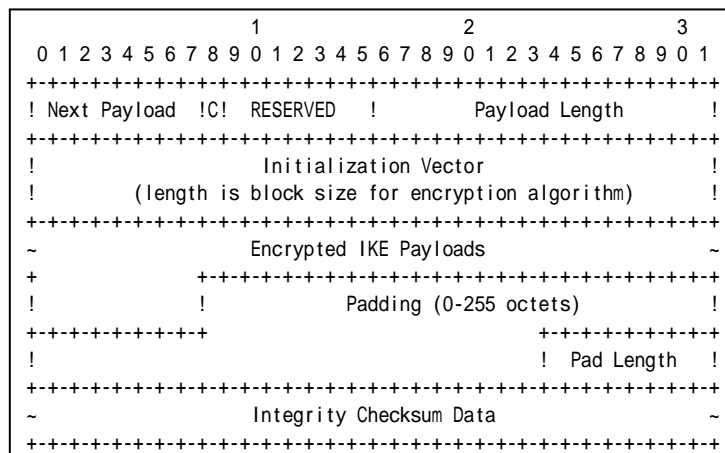 1                   2                   3
 0 1 2 3 4 5 6 7 8 9 0 1 2 3 4 5 6 7 8 9 0 1 2 3 4 5 6 7 8 9 0 1
+-+-+-+-+-+-+-+-+-+-+-+-+-+-+-+-+-+-+-+-+-+-+-+-+-+-+-+-+-+-+-+-+
! Next Payload  !C!  RESERVED   !         Payload Length        !
+-+-+-+-+-+-+-+-+-+-+-+-+-+-+-+-+-+-+-+-+-+-+-+-+-+-+-+-+-+-+-+-+
!                     Initialization Vector                     !
!         (length is block size for encryption algorithm)       !
+-+-+-+-+-+-+-+-+-+-+-+-+-+-+-+-+-+-+-+-+-+-+-+-+-+-+-+-+-+-+-+-+
~                    Encrypted IKE Payloads                     ~
+               +-+-+-+-+-+-+-+-+-+-+-+-+-+-+-+-+-+-+-+-+-+-+-+-+
!               !             Padding (0-255 octets)            !
+-+-+-+-+-+-+-+-+                               +-+-+-+-+-+-+-+-+
!                                               !  Pad Length   !
+-+-+-+-+-+-+-+-+-+-+-+-+-+-+-+-+-+-+-+-+-+-+-+-+-+-+-+-+-+-+-+-+
~                    Integrity Checksum Data                    ~
+-+-+-+-+-+-+-+-+-+-+-+-+-+-+-+-+-+-+-+-+-+-+-+-+-+-+-+-+-+-+-+-+